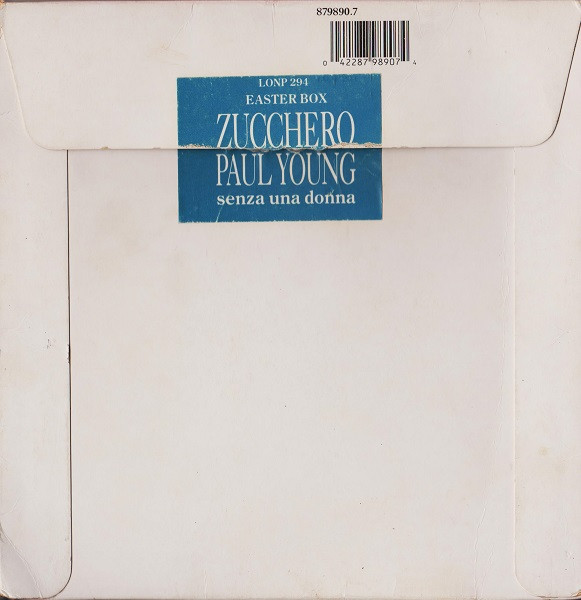 879890.7
0 42287 98907 4
LONP 294
EASTER BOX
ZUCCHERO
PAUL YOUNG
senza una donna